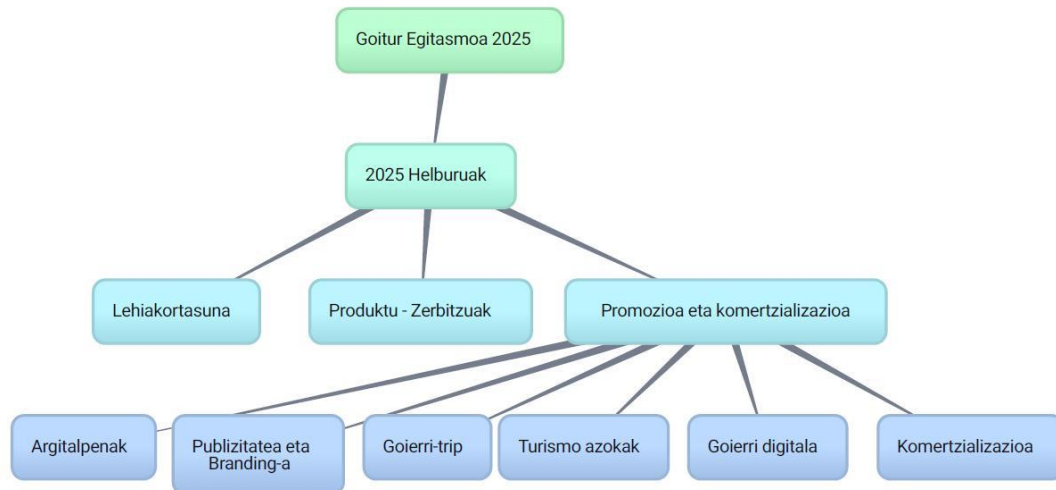 Goitur Egitasmoa 2025
2025 Helburuak
Lehiakortasuna
Produktu - Zerbitzuak
Promozioa eta komertzializazioa
Argitalpenak
Publizitatea eta
Branding-a
Goierri-trip
Turismo azokak
Goierri digitala
Komertzializazioa